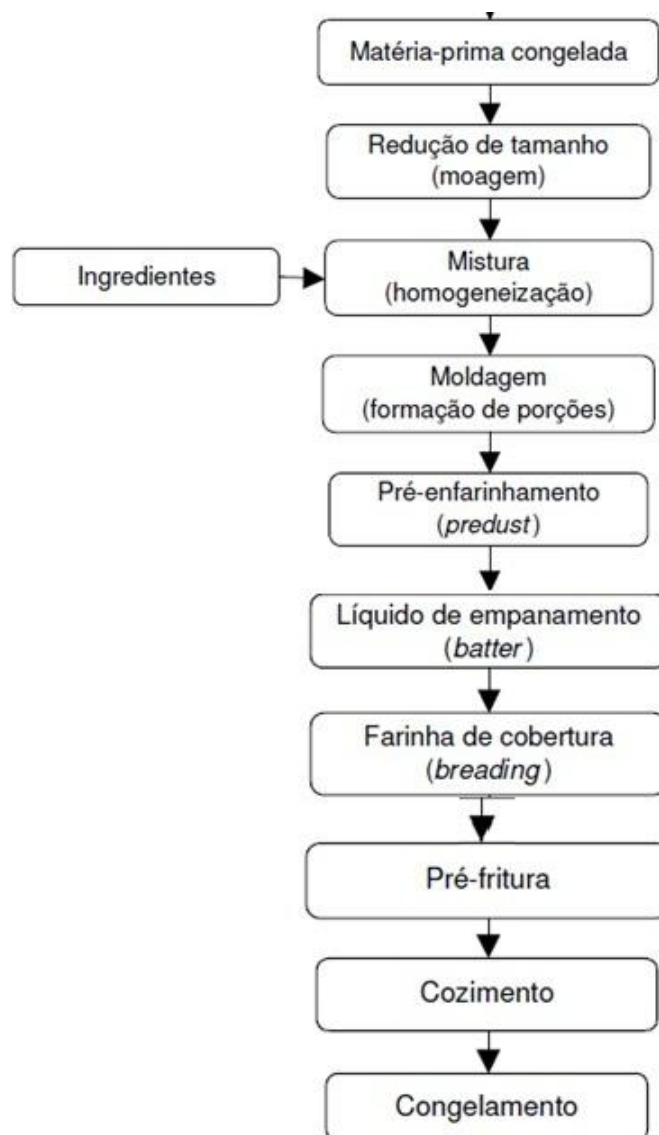 Matéria-prima congelada
Redução de tamanho
(moagem)
Ingredientes
Mistura
(homogeneização)
Moldagem
(formação de porções)
Pré-enfarinhamento
(predust)
Líquido de empanamento
(batter)
Farinha de cobertura
(breading)
Pré-fritura
Cozimento
Congelamento